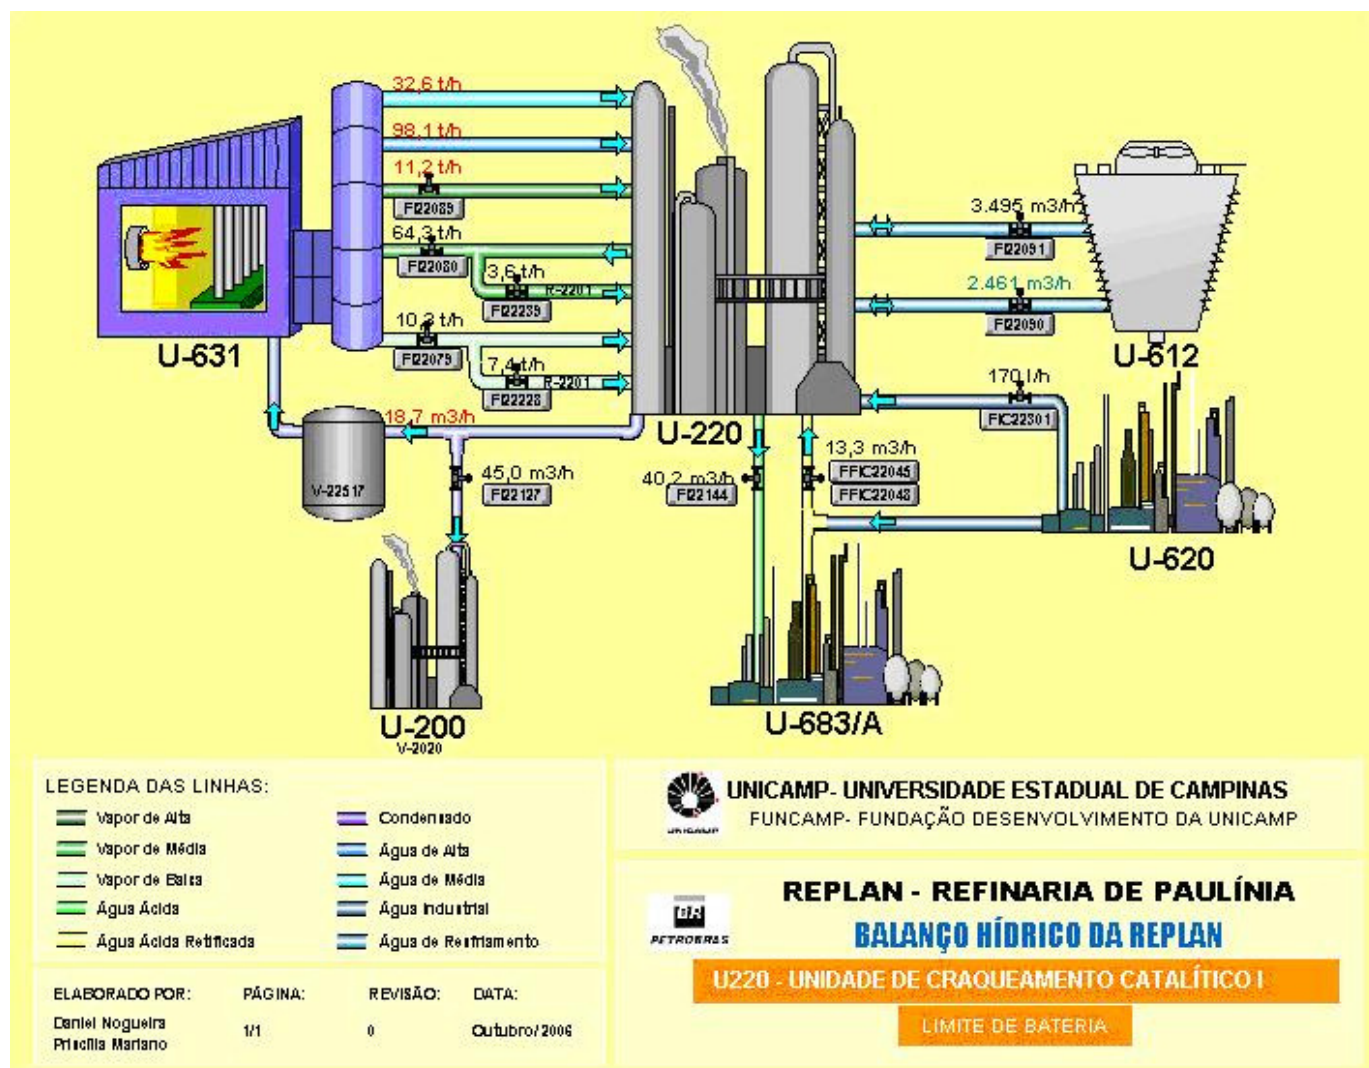 32,6 t/h
98,1 t/h
11,2 t/h
FI22089
64,3 t/h
FI22080
3,6 t/h
R-2201
FI22239
10,3 t/h
FI22079
7,4 t/h
R-2201
FI22228
U-631
18,7 m3/h
V-22517
45,0 m3/h
FI22127
U-200
V-2020
U-220
40,2 m3/h
FI22144
13,3 m3/h
FFIC22045
FFIC22048
U-683/A
3.495 m3/h
FI22091
2.461 m3/h
FI22090
U-612
170 l/h
FIC22301
U-620
LEGENDA DAS LINHAS:
Vapor de Alta
Vapor de Média
Vapor de Baixa
Água Ácida
Água Ácida Retificada
Condensado
Água de Alta
Água de Média
Água Industrial
Água de Resfriamento
ELABORADO POR:
Daniel Nogueira
Priscilla Mariano
PÁGINA:
1/1
REVISÃO:
0
DATA:
Outubro/2006
UNICAMP
UNICAMP- UNIVERSIDADE ESTADUAL DE CAMPINAS
FUNCAMP- FUNDAÇÃO DESENVOLVIMENTO DA UNICAMP
BR
PETROBRAS
REPLAN - REFINARIA DE PAULÍNIA
BALANÇO HÍDRICO DA REPLAN
U220 - UNIDADE DE CRAQUEAMENTO CATALÍTICO I
LIMITE DE BATERIA